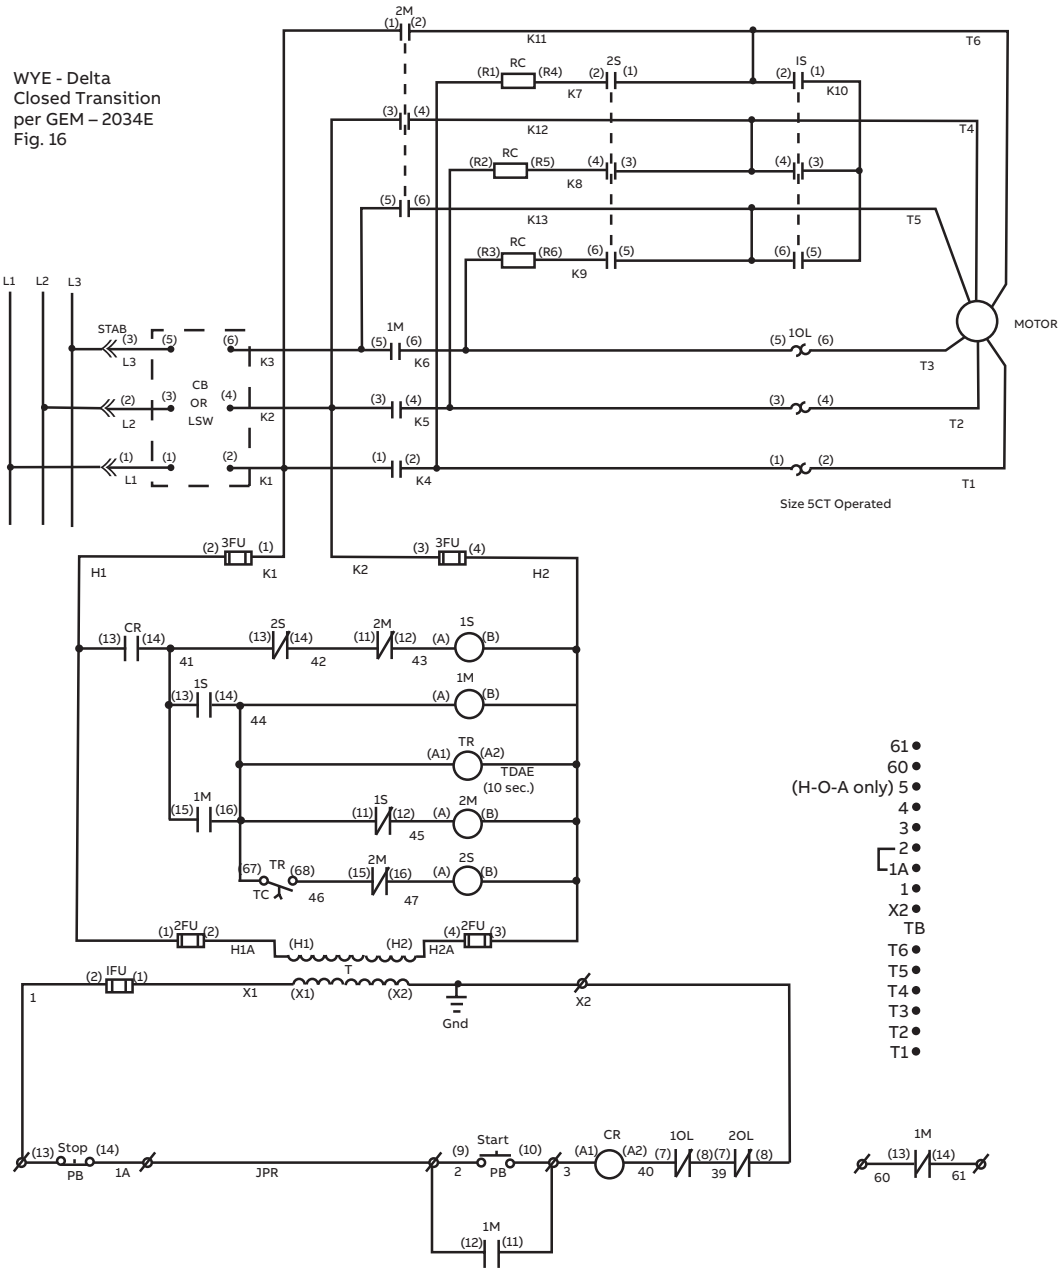 WYE - Delta
Closed Transition
per GEM – 2034E
Fig. 16
2M
(1) (2)
K11
T6
RC
(R1) (R4)
K7
2S
(2) (1)
IS
(2) (1)
K10
(3) (4)
K12
T4
RC
(R2) (R5)
K8
(4) (3)
(4) (3)
(5) (6)
K13
T5
RC
(R3) (R6)
K9
(6) (5)
(6) (5)
L1 L2 L3
STAB
(3)
L3
(5) (6)
K3
1M
(5) (6)
K6
1OL
(5) (6)
T3
MOTOR
CB
OR
LSW
(2)
L2
(3) (4)
K2
(3) (4)
K5
(3) (4)
T2
(1)
L1
(1) (2)
K1
(1) (2)
K4
(1) (2)
T1
Size 5CT Operated
(2) 3FU (1)
H1
K1
K2
(3) 3FU (4)
H2
CR
(13) (14)
41
2S
(13) (14)
42
2M
(11) (12)
43
1S
(A) (B)
1S
(13) (14)
44
1M
(A) (B)
TR
(A1) (A2)
TDAE
(10 sec.)
1M
(15) (16)
1S
(11) (12)
45
2M
(A) (B)
(67) TR (68)
TC
46
2M
(15) (16)
47
2S
(A) (B)
(1) 2FU (2)
H1A
(H1) (H2)
T
H2A
(4) 2FU (3)
(2) IFU (1)
1
X1
(X1) (X2)
Gnd
X2
61
60
(H-O-A only) 5
4
3
2
1A
1
X2
TB
T6
T5
T4
T3
T2
T1
(13) Stop (14)
PB
1A
JPR
2
(9) Start (10)
PB
3
CR
(A1) (A2)
40
1OL
(7) (8)
39
2OL
(7) (8)
1M
(12) (11)
1M
(13) (14)
60
61